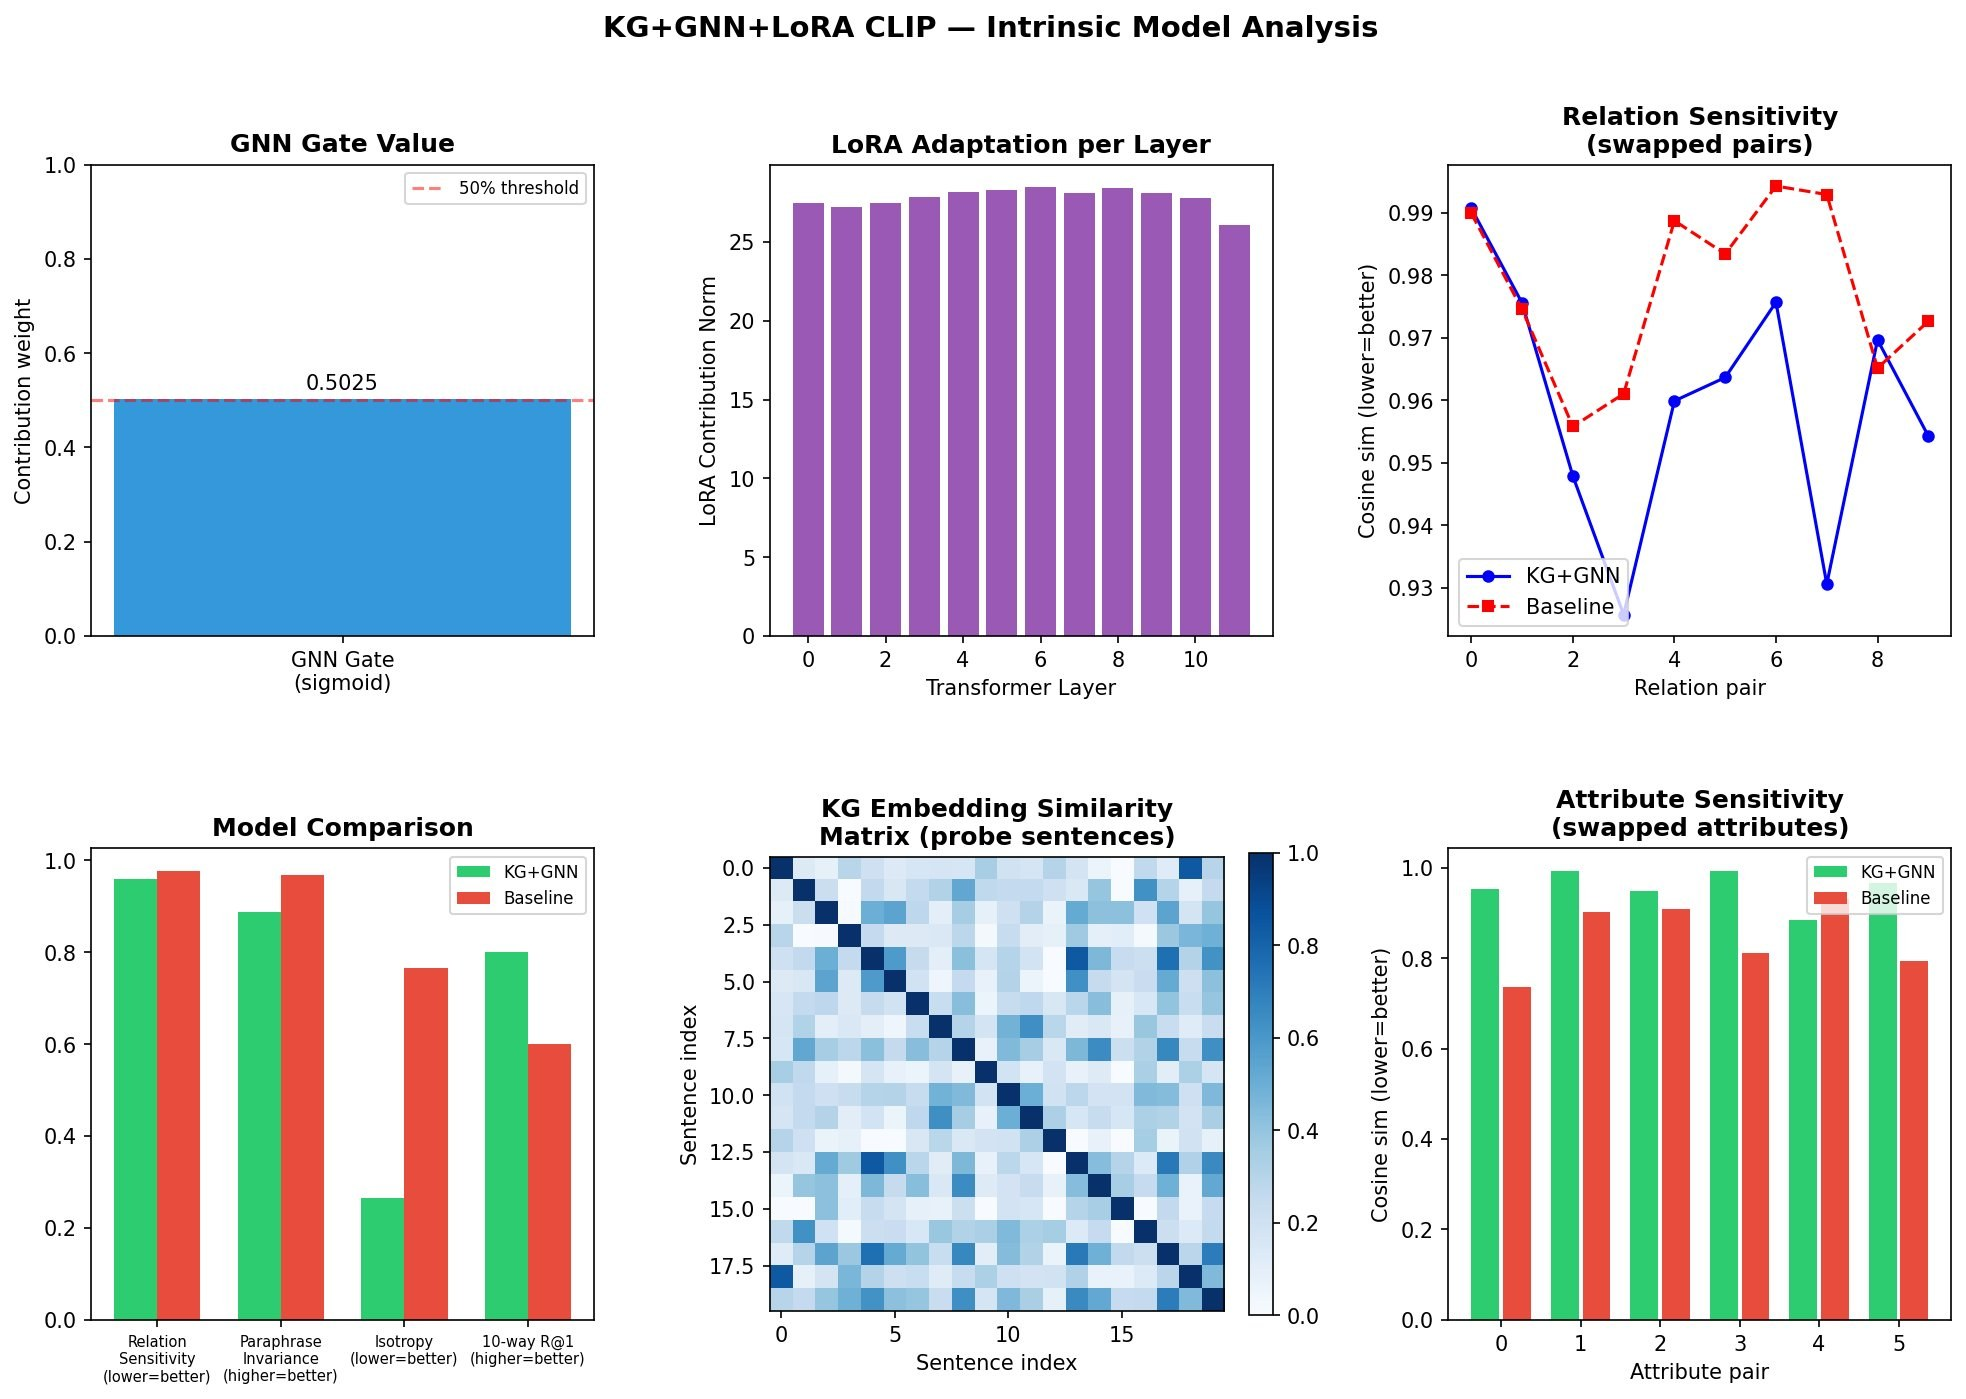 KG+GNN+LoRA CLIP — Intrinsic Model Analysis
GNN Gate Value
1.0
0.8
0.6
0.4
0.2
0.0
Contribution weight
50% threshold
0.5025
GNN Gate
(sigmoid)
LoRA Adaptation per Layer
25
20
15
10
5
0
LoRA Contribution Norm
0 2 4 6 8 10
Transformer Layer
Relation Sensitivity
(swapped pairs)
0.99
0.98
0.97
0.96
0.95
0.94
0.93
Cosine sim (lower=better)
KG+GNN
Baseline
0 2 4 6 8
Relation pair
Model Comparison
1.0
0.8
0.6
0.4
0.2
0.0
KG+GNN
Baseline
Relation
Sensitivity
(lower=better)
Paraphrase
Invariance
(higher=better)
Isotropy
(lower=better)
10-way R@1
(higher=better)
KG Embedding Similarity
Matrix (probe sentences)
0.0
2.5
5.0
7.5
10.0
12.5
15.0
17.5
Sentence index
0 5 10 15
Sentence index
1.0
0.8
0.6
0.4
0.2
0.0
Attribute Sensitivity
(swapped attributes)
1.0
0.8
0.6
0.4
0.2
0.0
Cosine sim (lower=better)
KG+GNN
Baseline
0 1 2 3 4 5
Attribute pair